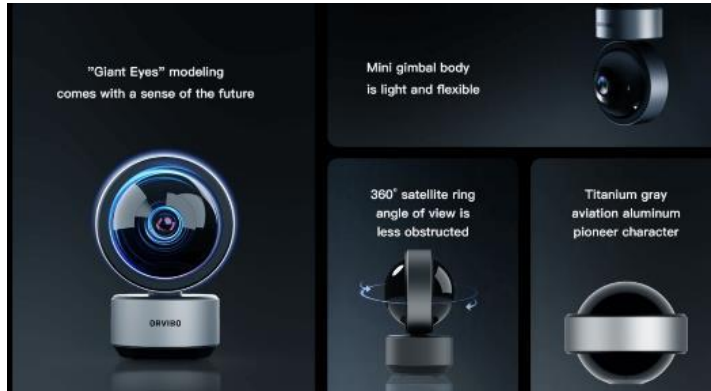 ”Giant Eyes” modeling
comes with a sense of the future
ORVIBO
Mini gimbal body
is light and flexible
360° satellite ring
angle of view is
less obstructed
Titanium gray
aviation aluminum
pioneer character